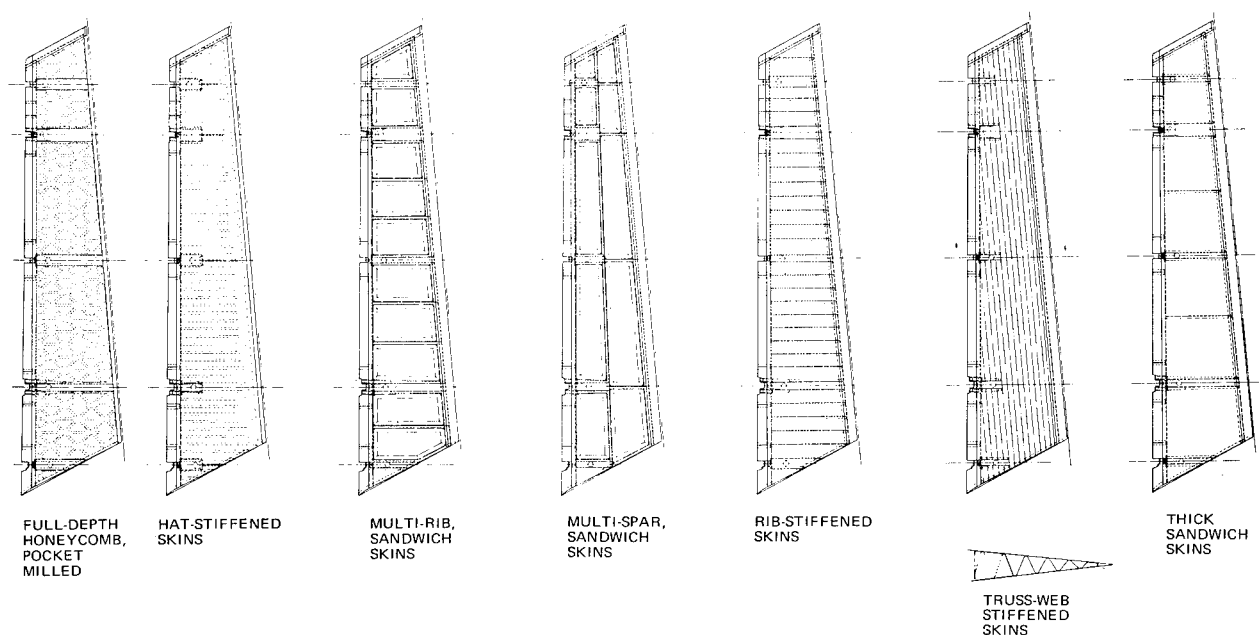 FULL-DEPTH
HONEYCOMB,
POCKET
MILLED
HAT-STIFFENED
SKINS
MULTI-RIB,
SANDWICH
SKINS
MULTI-SPAR,
SANDWICH
SKINS
RIB-STIFFENED
SKINS
TRUSS-WEB
STIFFENED
SKINS
THICK
SANDWICH
SKINS